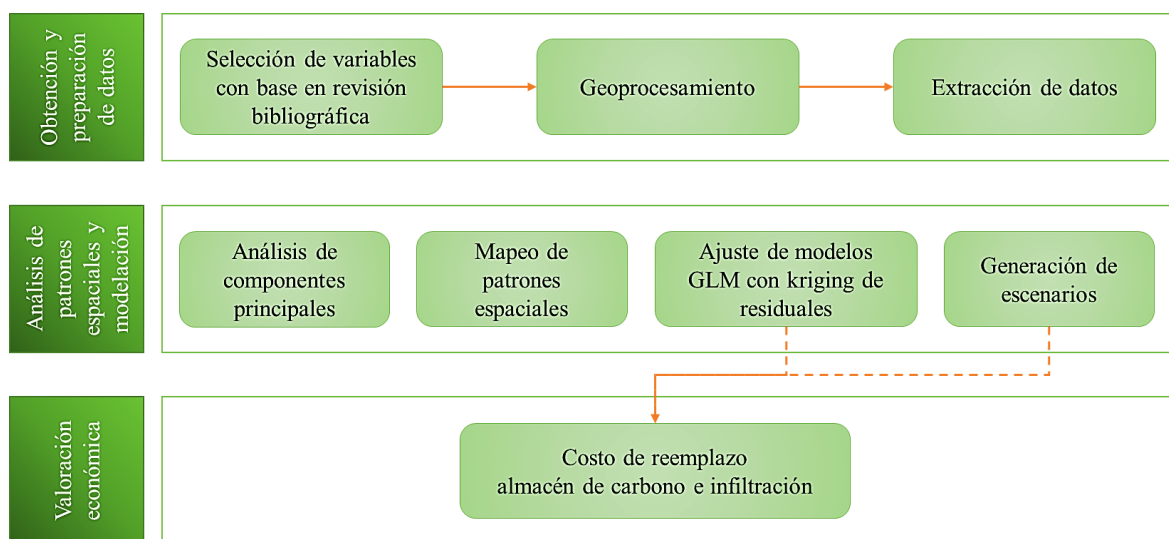 Obtención y
preparación
de datos
Selección de variables
con base en revisión
bibliográfica
Geoprocesamiento
Extracción de datos
Análisis de
patrones
espaciales y
modelación
Análisis de
componentes
principales
Mapeo de
patrones
espaciales
Ajuste de modelos
GLM con kriging de
residuales
Generación de
escenarios
Valoración
económica
Costo de reemplazo
almacén de carbono e infiltración